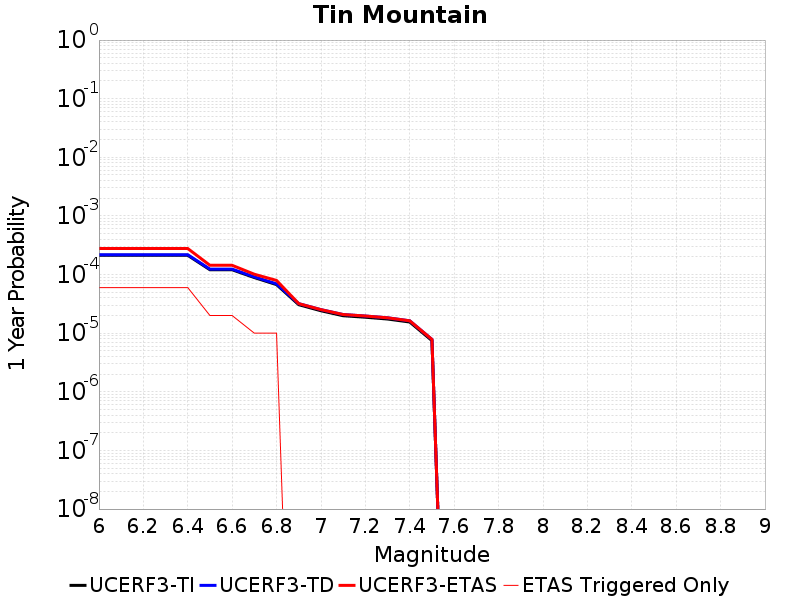 Tin Mountain
10^0
10^-1
10^-2
10^-3
10^-4
10^-5
10^-6
10^-7
10^-8
1 Year Probability
6 6.2 6.4 6.6 6.8 7 7.2 7.4 7.6 7.8 8 8.2 8.4 8.6 8.8 9
Magnitude
UCERF3-TI UCERF3-TD UCERF3-ETAS ETAS Triggered Only